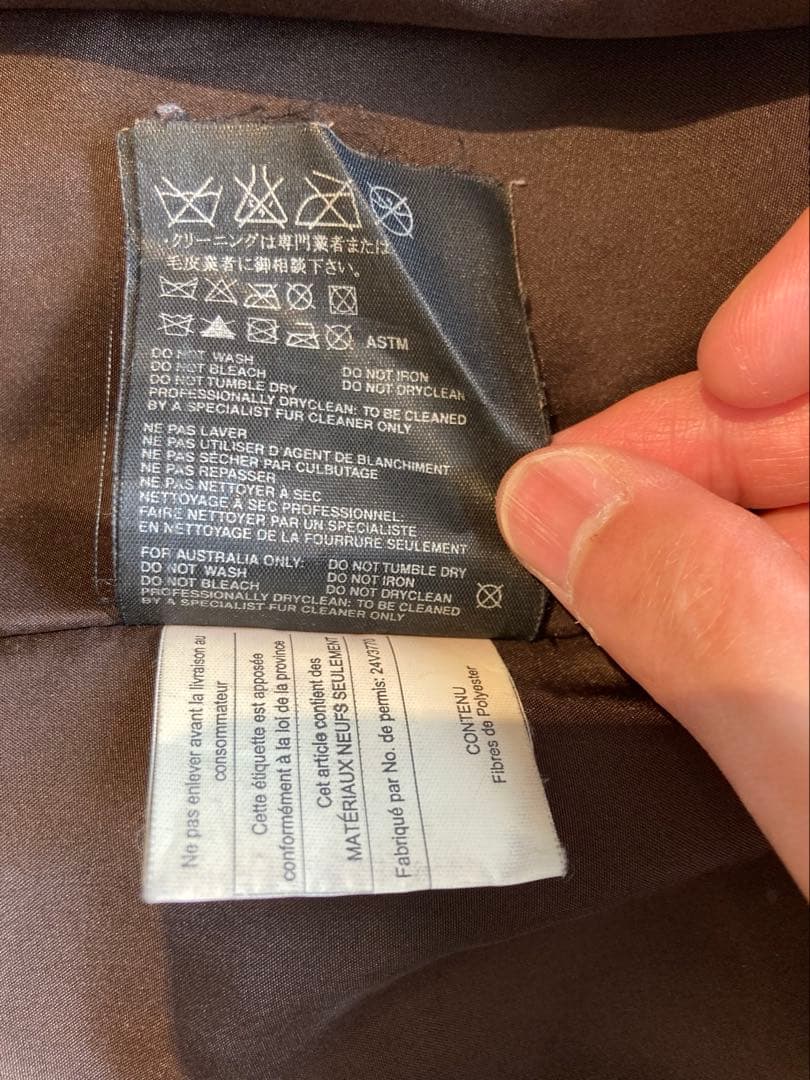 ・クリーニングは専門業者または
毛皮業者に御相談下さい。
ASTM
DO NOT WASH
DO NOT BLEACH DO NOT IRON
DO NOT TUMBLE DRY DO NOT DRYCLEAN
PROFESSIONALLY DRYCLEAN: TO BE CLEANED
BY A SPECIALIST FUR CLEANER ONLY
NE PAS LAVER
NE PAS UTILISER D'AGENT DE BLANCHIMENT
NE PAS SÉCHER PAR CULBUTAGE
NE PAS REPASSER
NE PAS NETTOYER A SEC
NETTOYAGE A SEC PROFESSIONNEL.
FAIRE NETTOYER PAR UN SPECIALISTE
EN NETTOYAGE DE LA FOURRURE SEULEMENT
FOR AUSTRALIA ONLY: DO NOT TUMBLE DRY
DO NOT WASH DO NOT IRON
DO NOT BLEACH DO NOT DRYCLEAN
PROFESSIONALLY DRYCLEAN: TO BE CLEANED
BY A SPECIALIST FUR CLEANER ONLY
Ne pas enlever avant la livraison au
consommateur
Cette étiquette est apposée
conformément à la loi de la province
Cet article contient des
MATÉRIAUX NEUFS SEULEMENT
Fabriqué par No. de permis: 24V3770
CONTENU
Fibres de Polyester